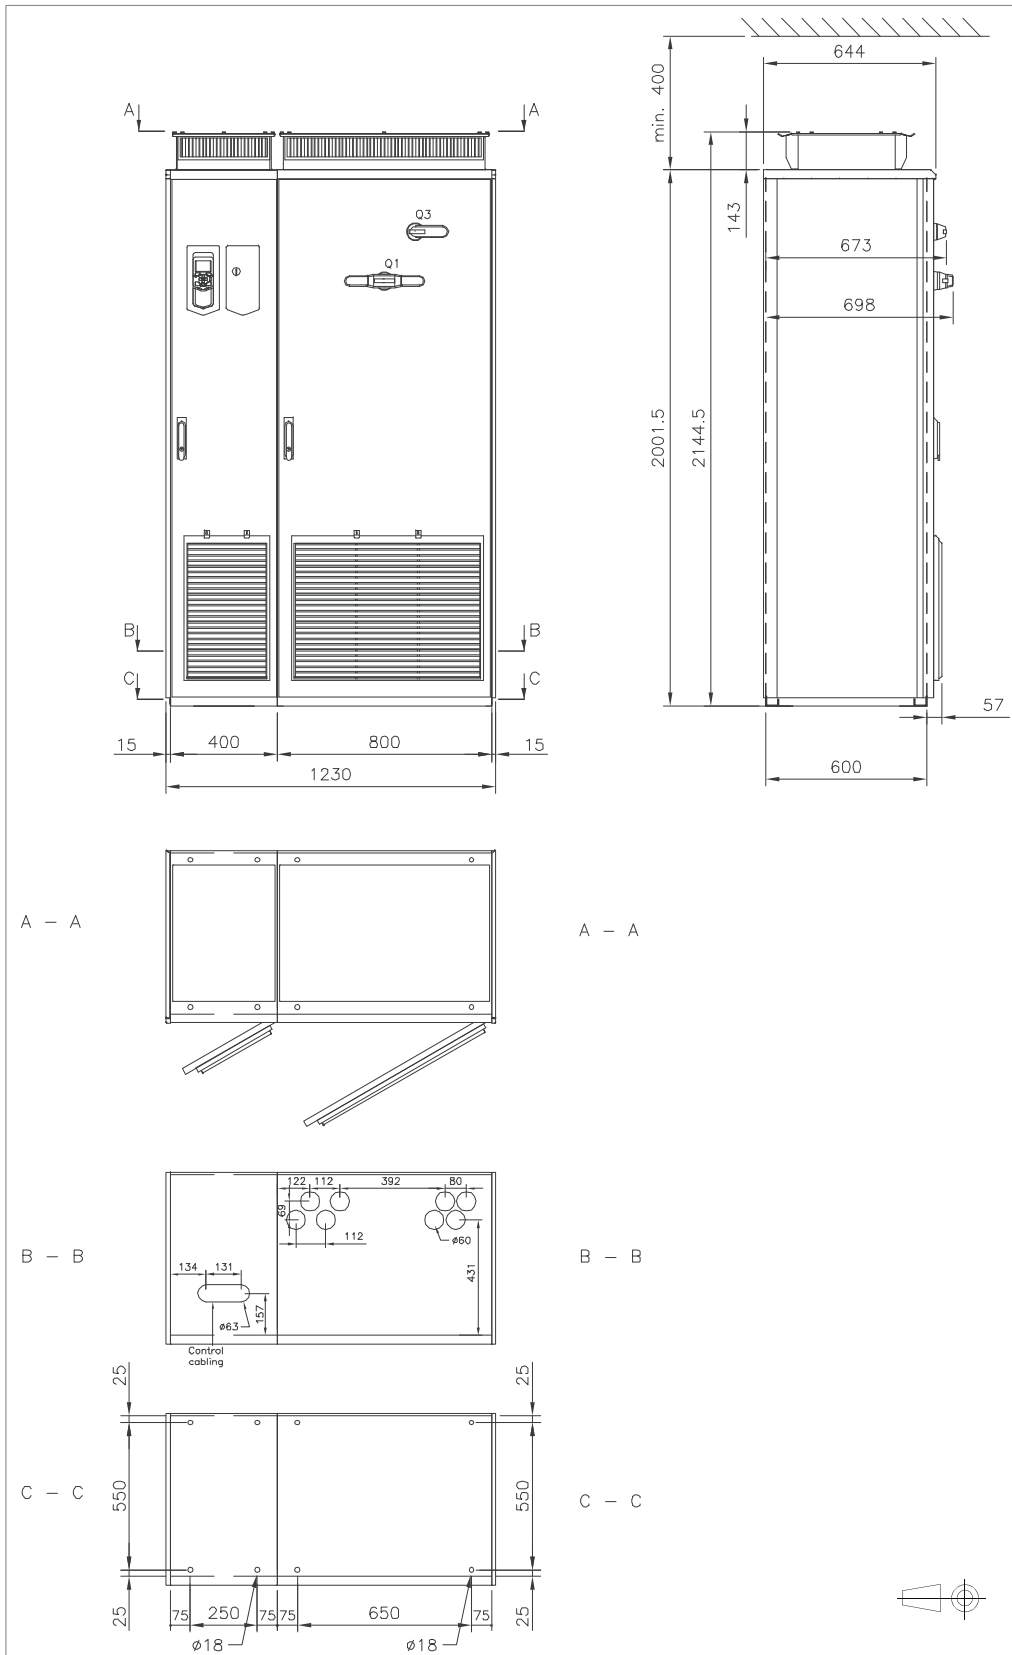 644
min. 400
A
A
143
Q3
673
Q1
698
2001.5
2144.5
B
B
C
C
57
15
400
800
15
600
1230
A – A
A – A
122
112
392
80
69
112
ø60
B – B
B – B
134
131
431
157
ø63
Control
cabling
25
25
C – C
550
550
C – C
25
75
250
75
75
650
75
25
ø18
ø18